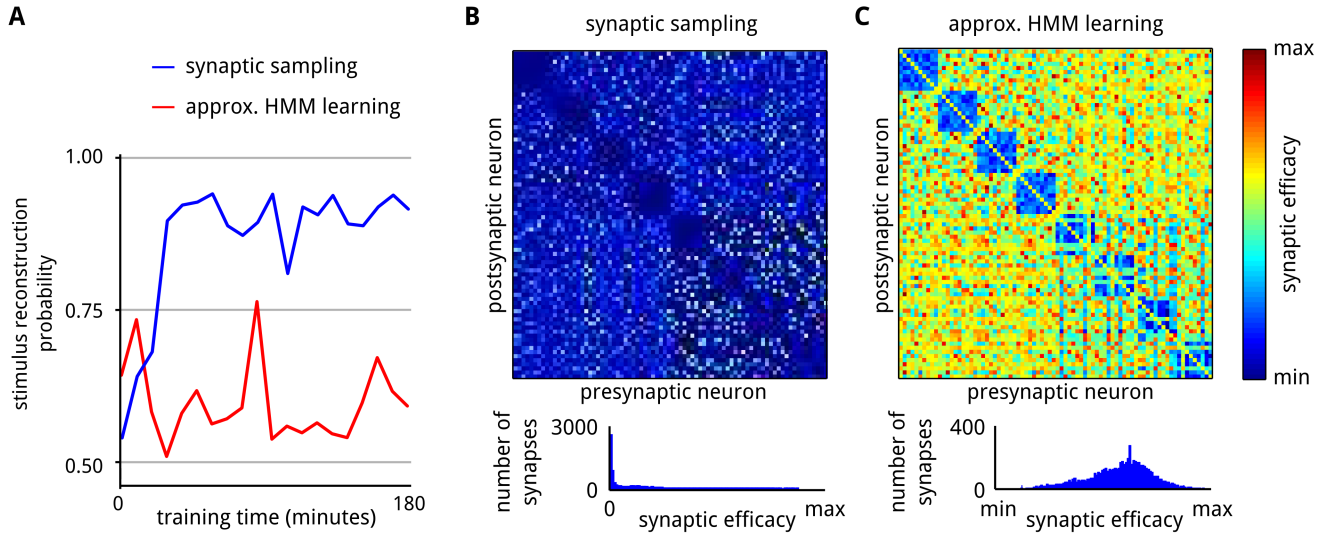 A
synaptic sampling
approx. HMM learning
1.00
0.75
0.50
stimulus reconstruction
probability
0
180
training time (minutes)
B
synaptic sampling
postsynaptic neuron
presynaptic neuron
number of
synapses
3000
0
0
max
synaptic efficacy
C
approx. HMM learning
postsynaptic neuron
presynaptic neuron
max
synaptic efficacy
min
number of
synapses
400
0
min
max
synaptic efficacy